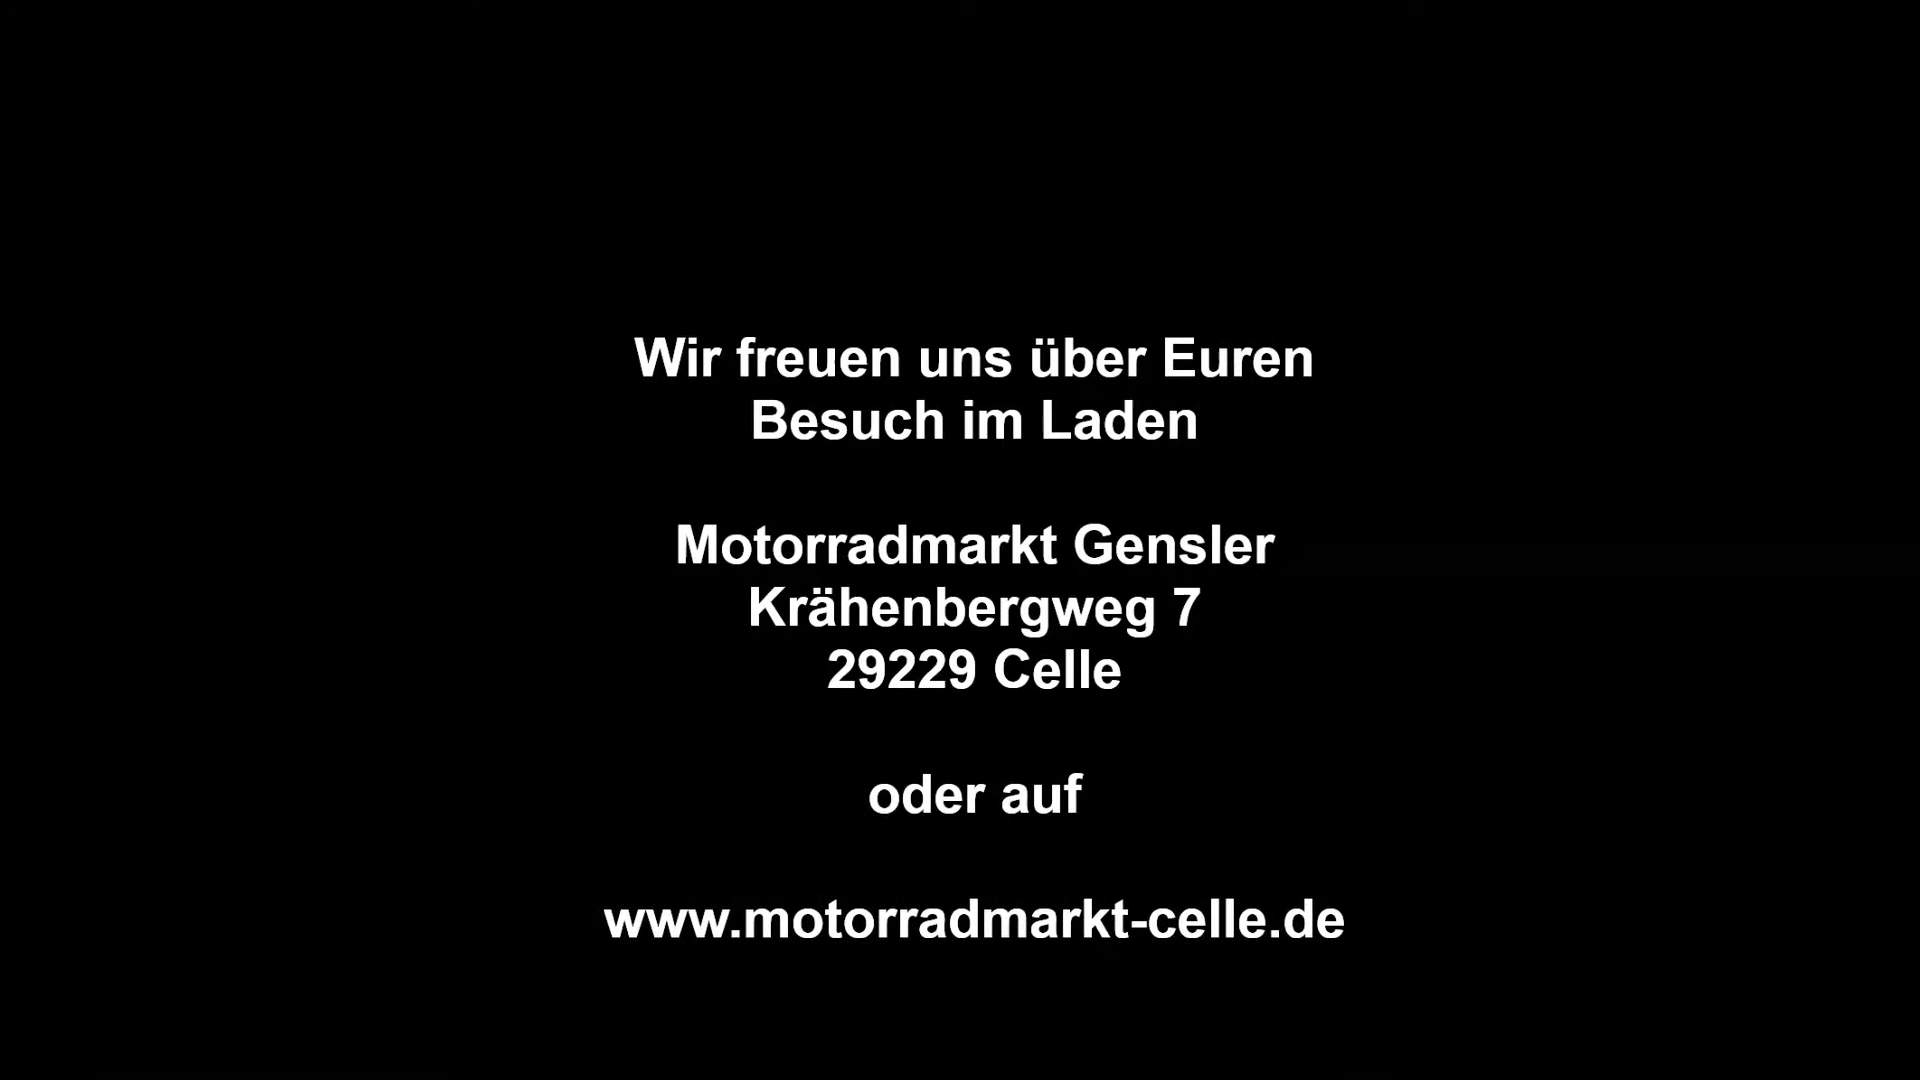 Wir freuen uns über Euren
Besuch im Laden
Motorradmarkt Gensler
Krähenbergweg 7
29229 Celle
oder auf
www.motorradmarkt-celle.de